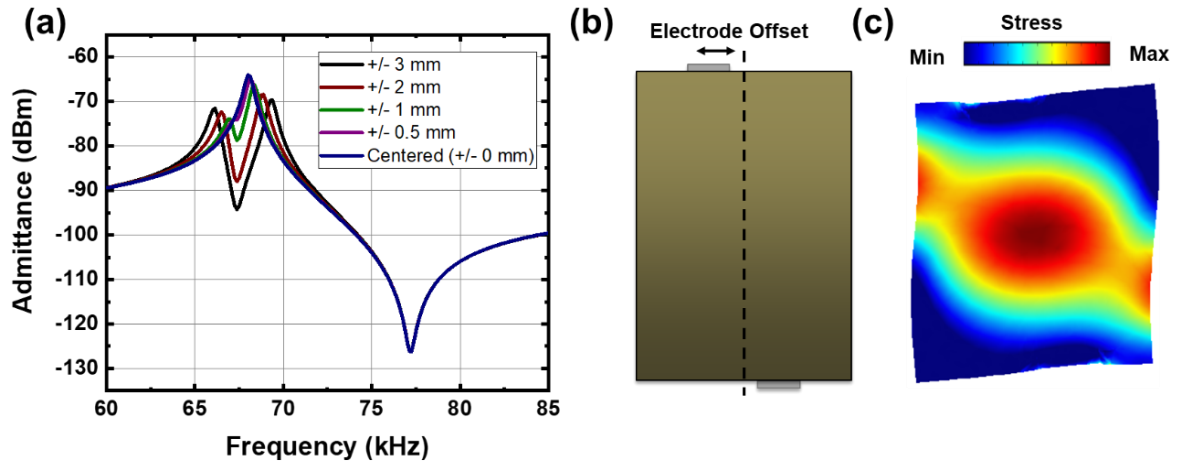 (a)
Admittance (dBm)
-60
-70
-80
-90
-100
-110
-120
-130
+/- 3 mm
+/- 2 mm
+/- 1 mm
+/- 0.5 mm
Centered (+/- 0 mm)
60 65 70 75 80 85
Frequency (kHz)
(b)
Electrode Offset
(c)
Stress
Min Max